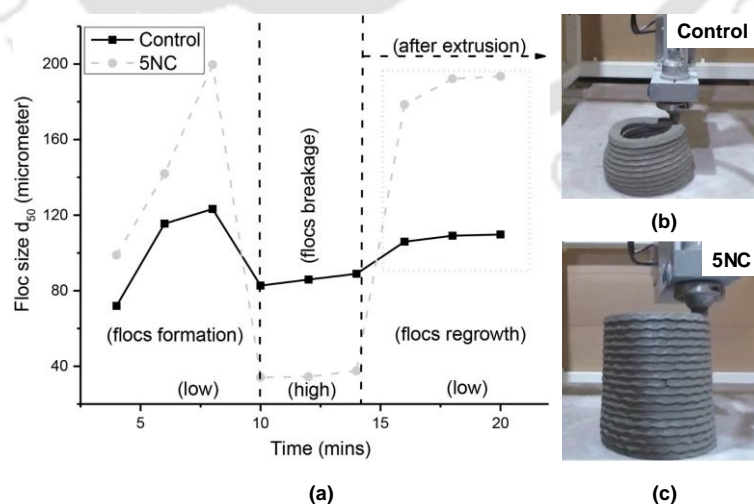 Control
5NC
(after extrusion)
Control
200
160
120
80
40
Floc size d50 (micrometer)
(flocs breakage)
(flocs formation)
(flocs regrowth)
(low)
(high)
(low)
5
10
15
20
Time (mins)
(a)
(b)
5NC
(c)